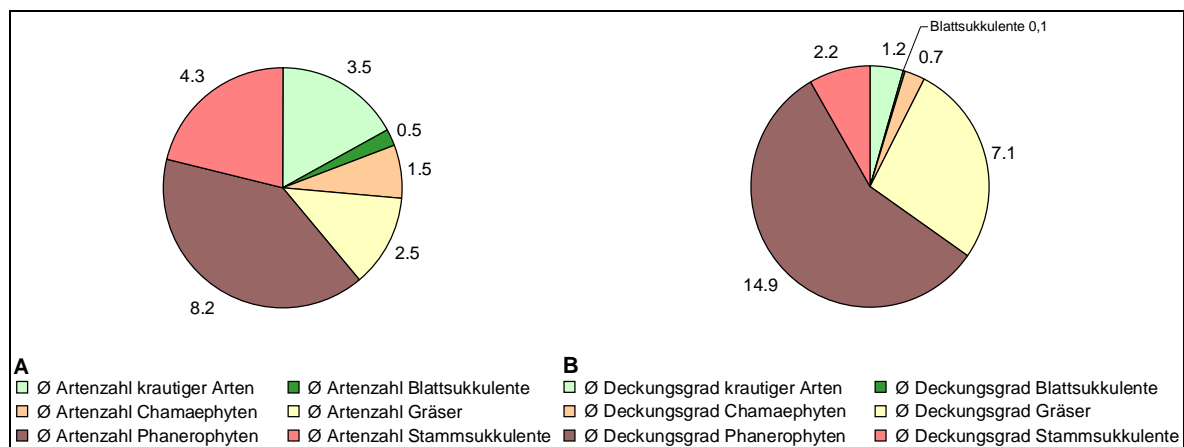 4.3
3.5
0.5
1.5
2.5
8.2
Blattsukkulente 0,1
2.2
1.2
0.7
7.1
14.9
A
Ø Artenzahl krautiger Arten
Ø Artenzahl Blattsukkulente
Ø Artenzahl Chamaephyten
Ø Artenzahl Gräser
Ø Artenzahl Phanerophyten
Ø Artenzahl Stammsukkulente
B
Ø Deckungsgrad krautiger Arten
Ø Deckungsgrad Blattsukkulente
Ø Deckungsgrad Chamaephyten
Ø Deckungsgrad Gräser
Ø Deckungsgrad Phanerophyten
Ø Deckungsgrad Stammsukkulente